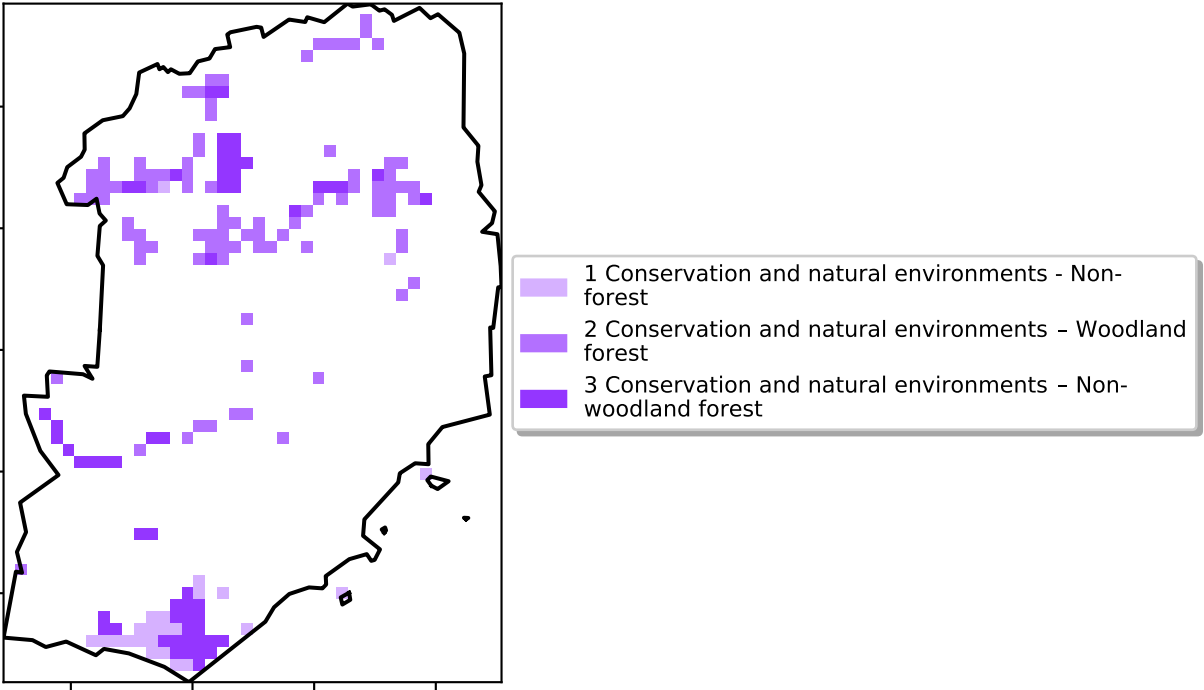 1 Conservation and natural environments - Non-
forest
2 Conservation and natural environments – Woodland
forest
3 Conservation and natural environments – Non-
woodland forest